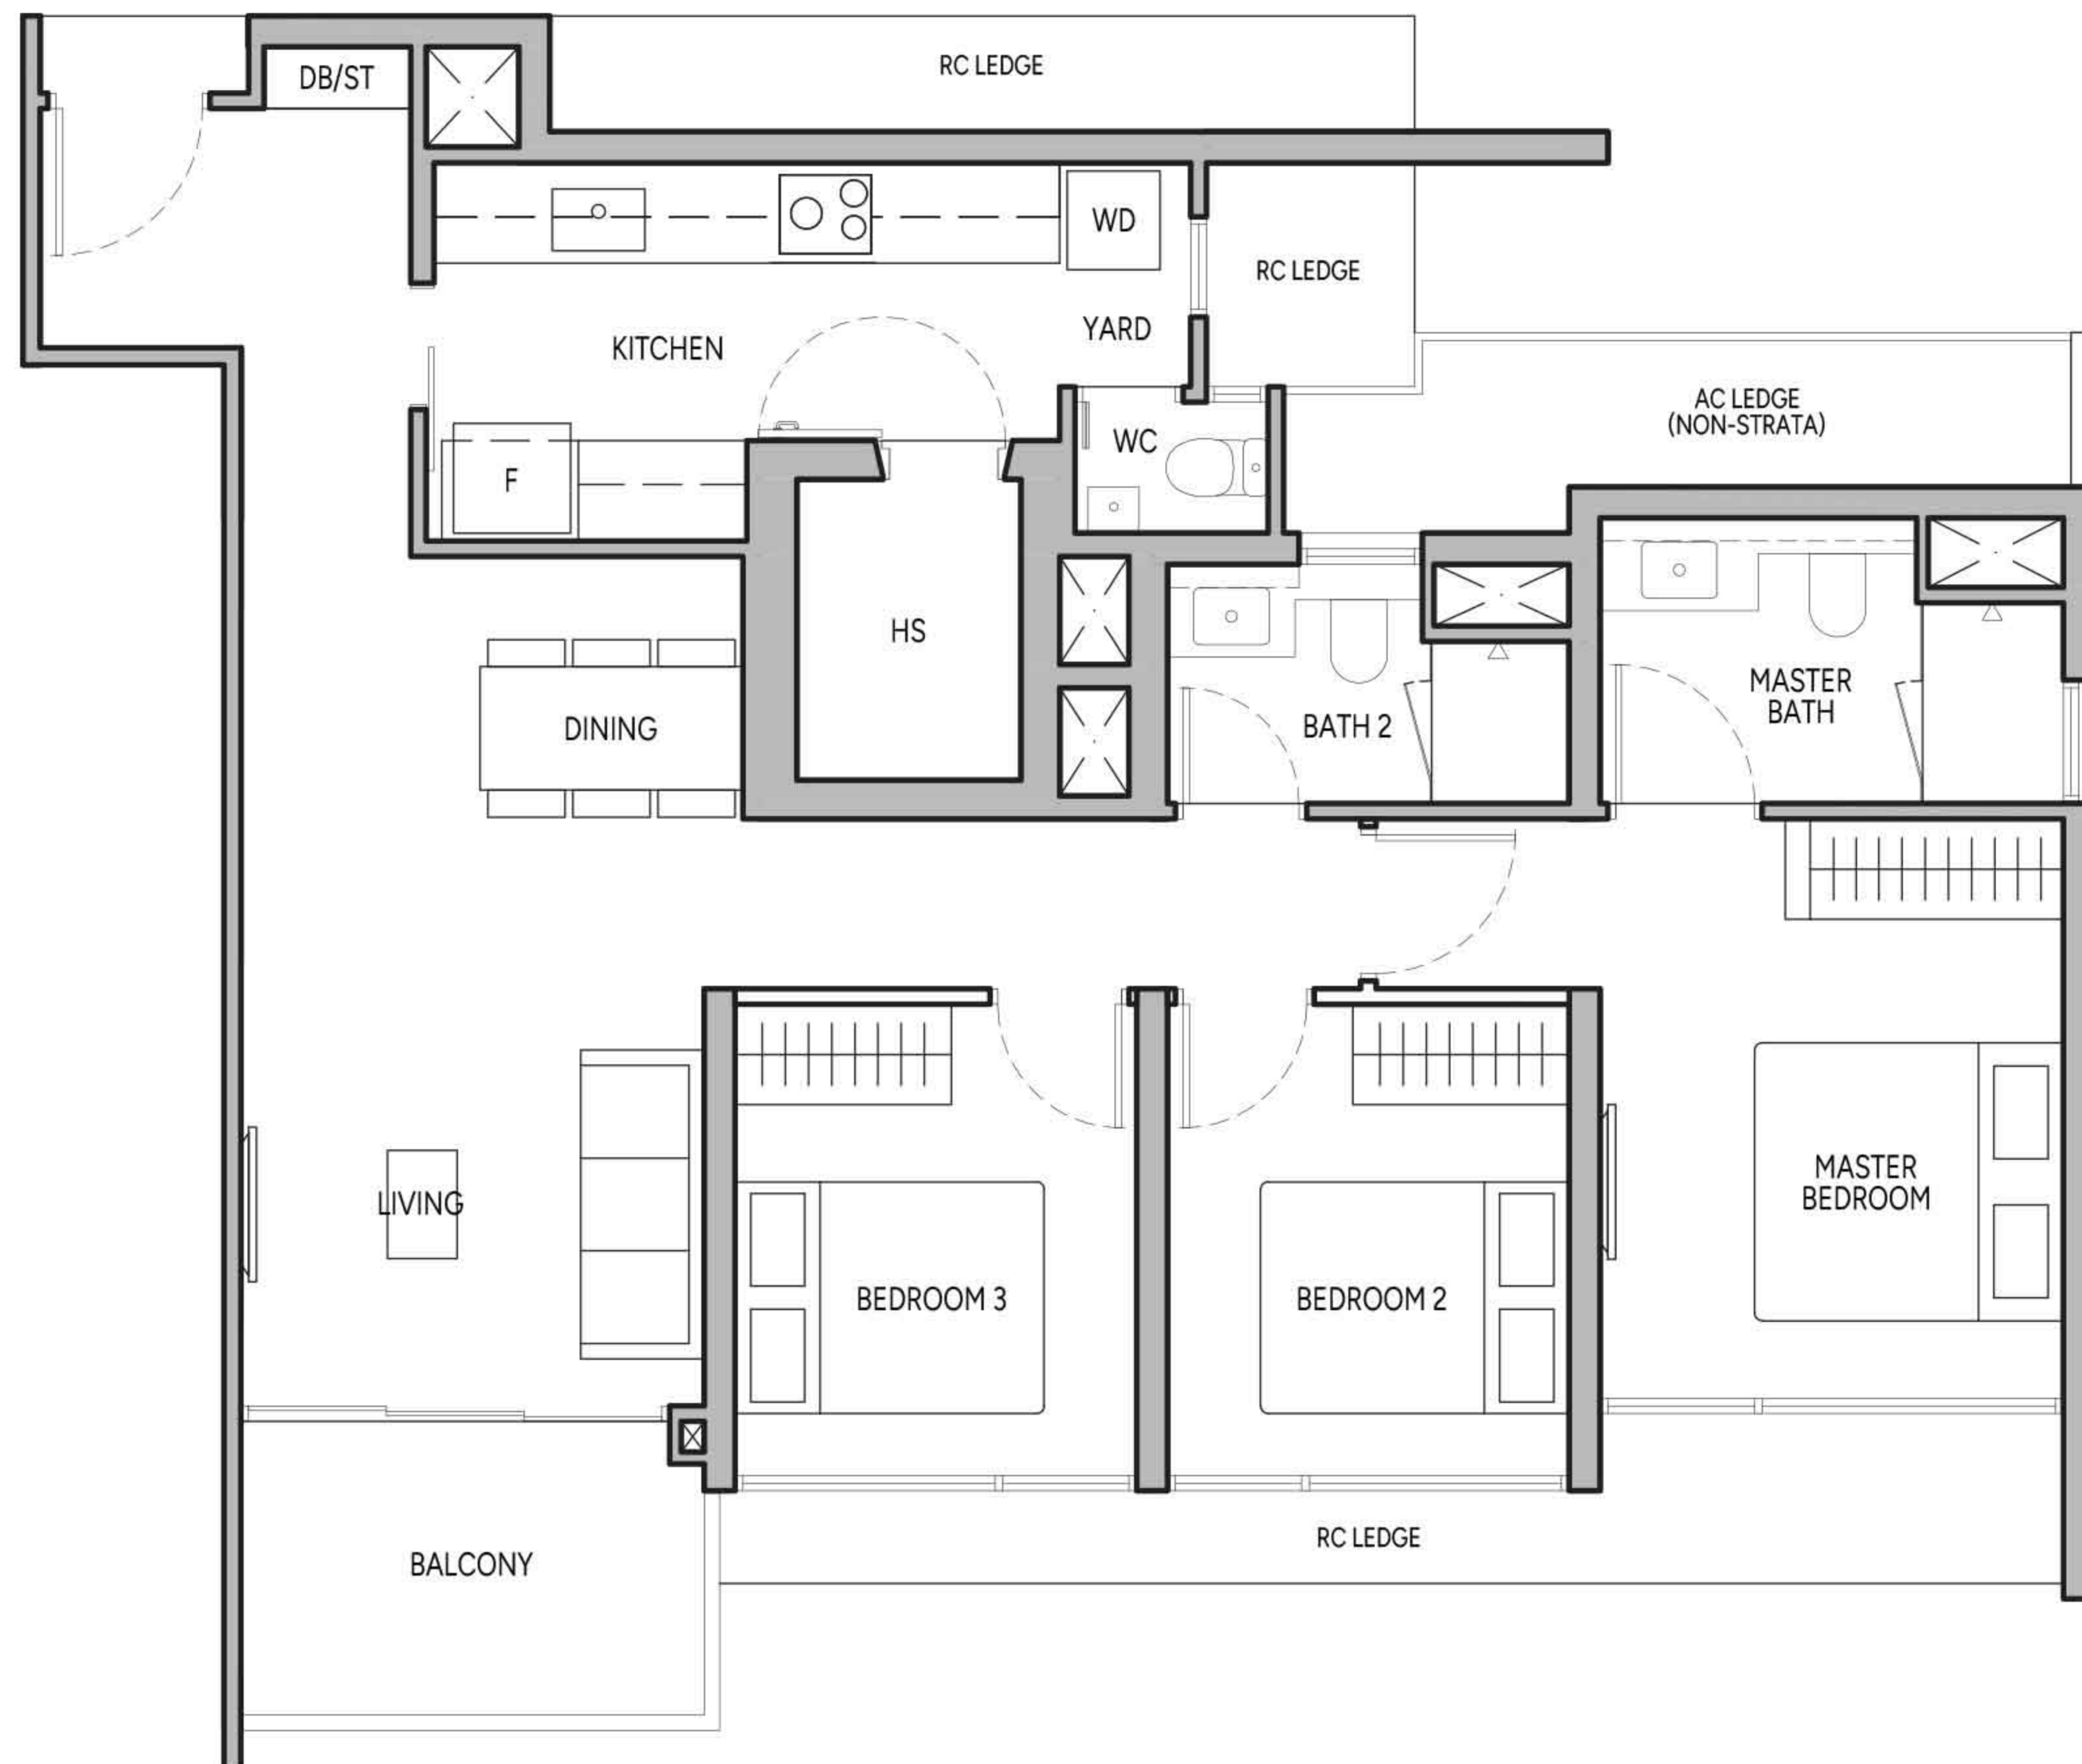 DB/ST
RC LEDGE
WD
RC LEDGE
KITCHEN
YARD
AC LEDGE
(NON-STRATA)
WC
F
HS
DINING
BATH 2
MASTER
BATH
LIVING
BEDROOM 3
BEDROOM 2
MASTER
BEDROOM
BALCONY
RC LEDGE